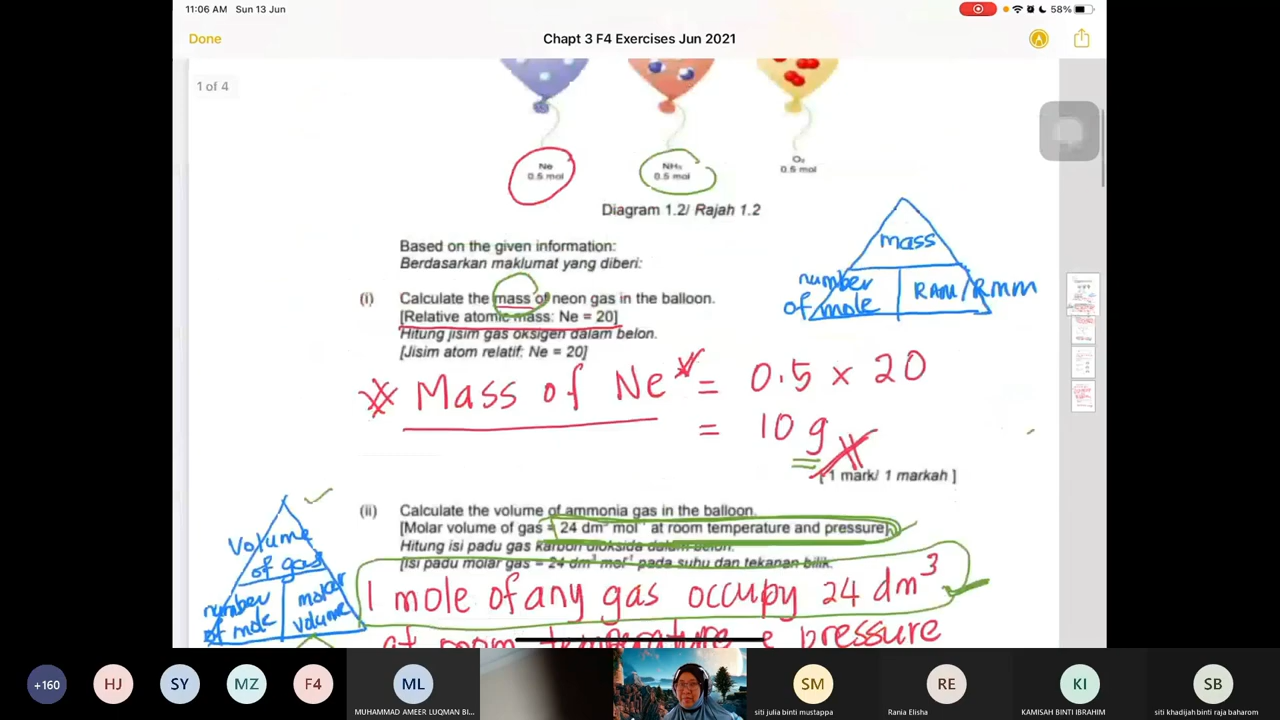 11:06 AM Sun 13 Jun
58%
Done
Chapt 3 F4 Exercises Jun 2021
1 of 4
Ne
0.5 mol
NH₃
0.5 mol
O₂
0.5 mol
Diagram 1.2/ Rajah 1.2
mass
number
of mole
RAM/RMM
Based on the given information:
Berdasarkan maklumat yang diberi:
(i) Calculate the mass of neon gas in the balloon.
[Relative atomic mass: Ne = 20]
Hitung jisim gas oksigen dalam belon.
[Jisim atom relatif: Ne = 20]
Mass of Ne = 0.5 x 20
= 10 g
[ 1 mark/ 1 markah ]
(ii) Calculate the volume of ammonia gas in the balloon.
[Molar volume of gas = 24 dm³ mol⁻¹ at room temperature and pressure]
Hitung isi padu gas karbon dioksida dalam belon.
[Isi padu molar gas = 24 dm³ mol⁻¹ pada suhu dan tekanan bilik.
volume
of gas
number
of mole
molar
volume
1 mole of any gas occupy 24 dm³
at room temperature & pressure
+160
HJ
SY
MZ
F4
ML
SM
RE
KI
SB
MUHAMMAD AMEER LUQMAN BI...
siti julia binti mustappa
Rania Elisha
KAMISAH BINTI IBRAHIM
siti khadijah binti raja baharom